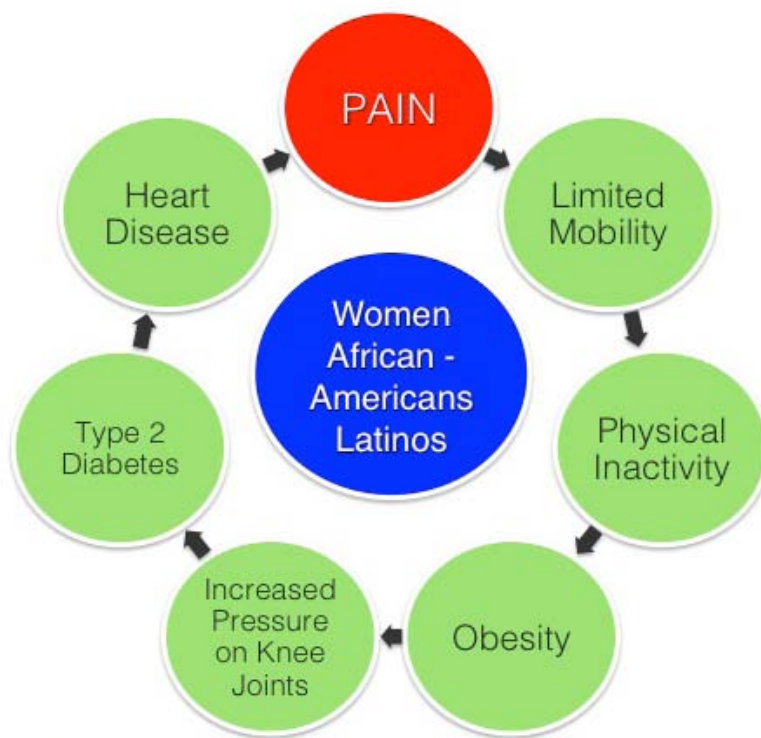 PAIN
Limited
Mobility
Physical
Inactivity
Obesity
Increased
Pressure
on Knee
Joints
Type 2
Diabetes
Heart
Disease
Women
African -
Americans
Latinos